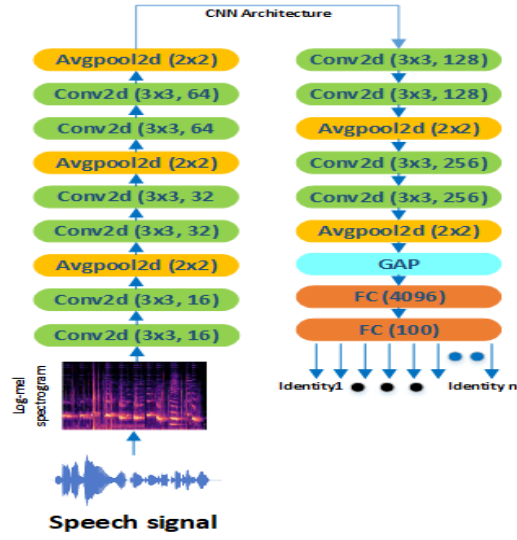 CNN Architecture
Avgpool2d (2x2)
Conv2d (3x3, 64)
Conv2d (3x3, 64
Avgpool2d (2x2)
Conv2d (3x3, 32
Conv2d (3x3, 32)
Avgpool2d (2x2)
Conv2d (3x3, 16)
Conv2d (3x3, 16)
Log-mel
spectrogram
Speech signal
Conv2d (3x3, 128)
Conv2d (3x3, 128)
Avgpool2d (2x2)
Conv2d (3x3, 256)
Conv2d (3x3, 256)
Avgpool2d (2x2)
GAP
FC (4096)
FC (100)
Identity1
Identity n